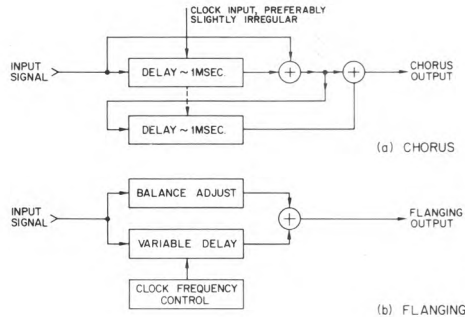 CLOCK INPUT, PREFERABLY
SLIGHTLY IRREGULAR
INPUT
SIGNAL
DELAY ~ 1MSEC.
+
+
CHORUS
OUTPUT
DELAY ~ 1MSEC.
(a) CHORUS
BALANCE ADJUST
INPUT
SIGNAL
+
FLANGING
OUTPUT
VARIABLE DELAY
CLOCK FREQUENCY
CONTROL
(b) FLANGING